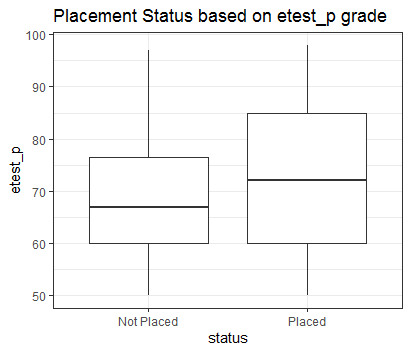 Placement Status based on etest_p grade
100
90
80
70
60
50
etest_p
Not Placed
Placed
status